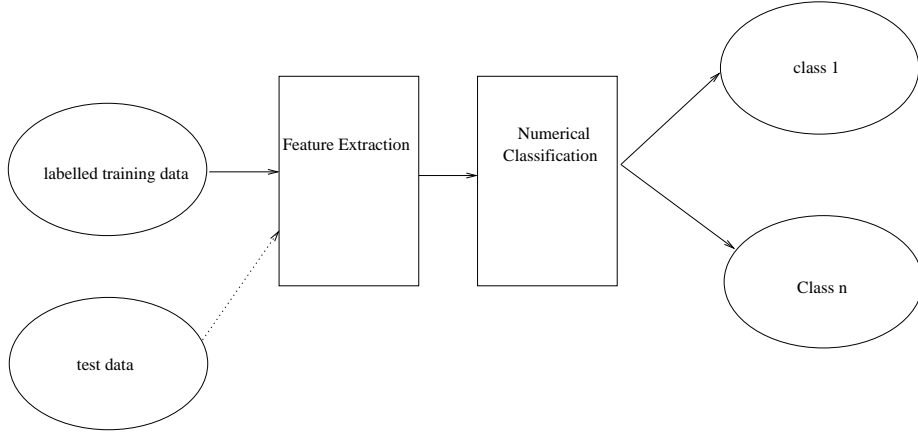 labelled training data
test data
Feature Extraction
Numerical
Classification
class 1
Class n